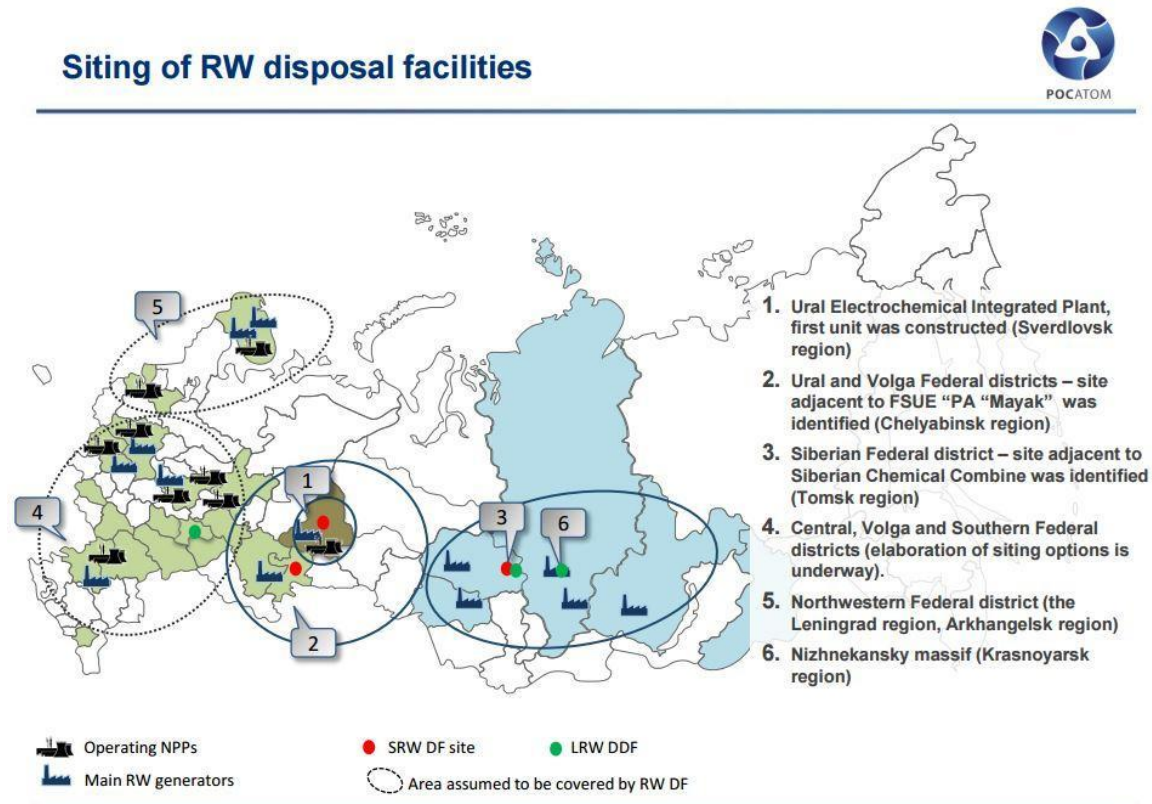 Siting of RW disposal facilities
РОСАТОМ
5
1
3
6
4
2
1. Ural Electrochemical Integrated Plant,
first unit was constructed (Sverdlovsk
region)
2. Ural and Volga Federal districts – site
adjacent to FSUE “PA “Mayak” was
identified (Chelyabinsk region)
3. Siberian Federal district – site adjacent to
Siberian Chemical Combine was identified
(Tomsk region)
4. Central, Volga and Southern Federal
districts (elaboration of siting options is
underway).
5. Northwestern Federal district (the
Leningrad region, Arkhangelsk region)
6. Nizhnekansky massif (Krasnoyarsk
region)
Operating NPPs
SRW DF site
LRW DDF
Main RW generators
Area assumed to be covered by RW DF